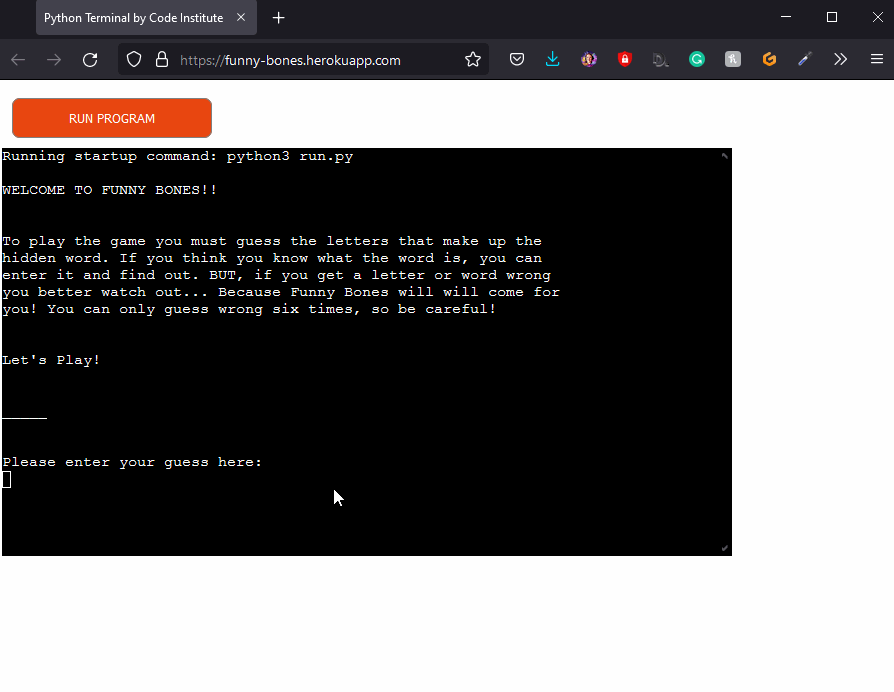 Python Terminal by Code Institute
https://funny-bones.herokuapp.com
RUN PROGRAM
Running startup command: python3 run.py
WELCOME TO FUNNY BONES!!
To play the game you must guess the letters that make up the
hidden word. If you think you know what the word is, you can
enter it and find out. BUT, if you get a letter or word wrong
you better watch out... Because Funny Bones will will come for
you! You can only guess wrong six times, so be careful!
Let's Play!
_____
Please enter your guess here: